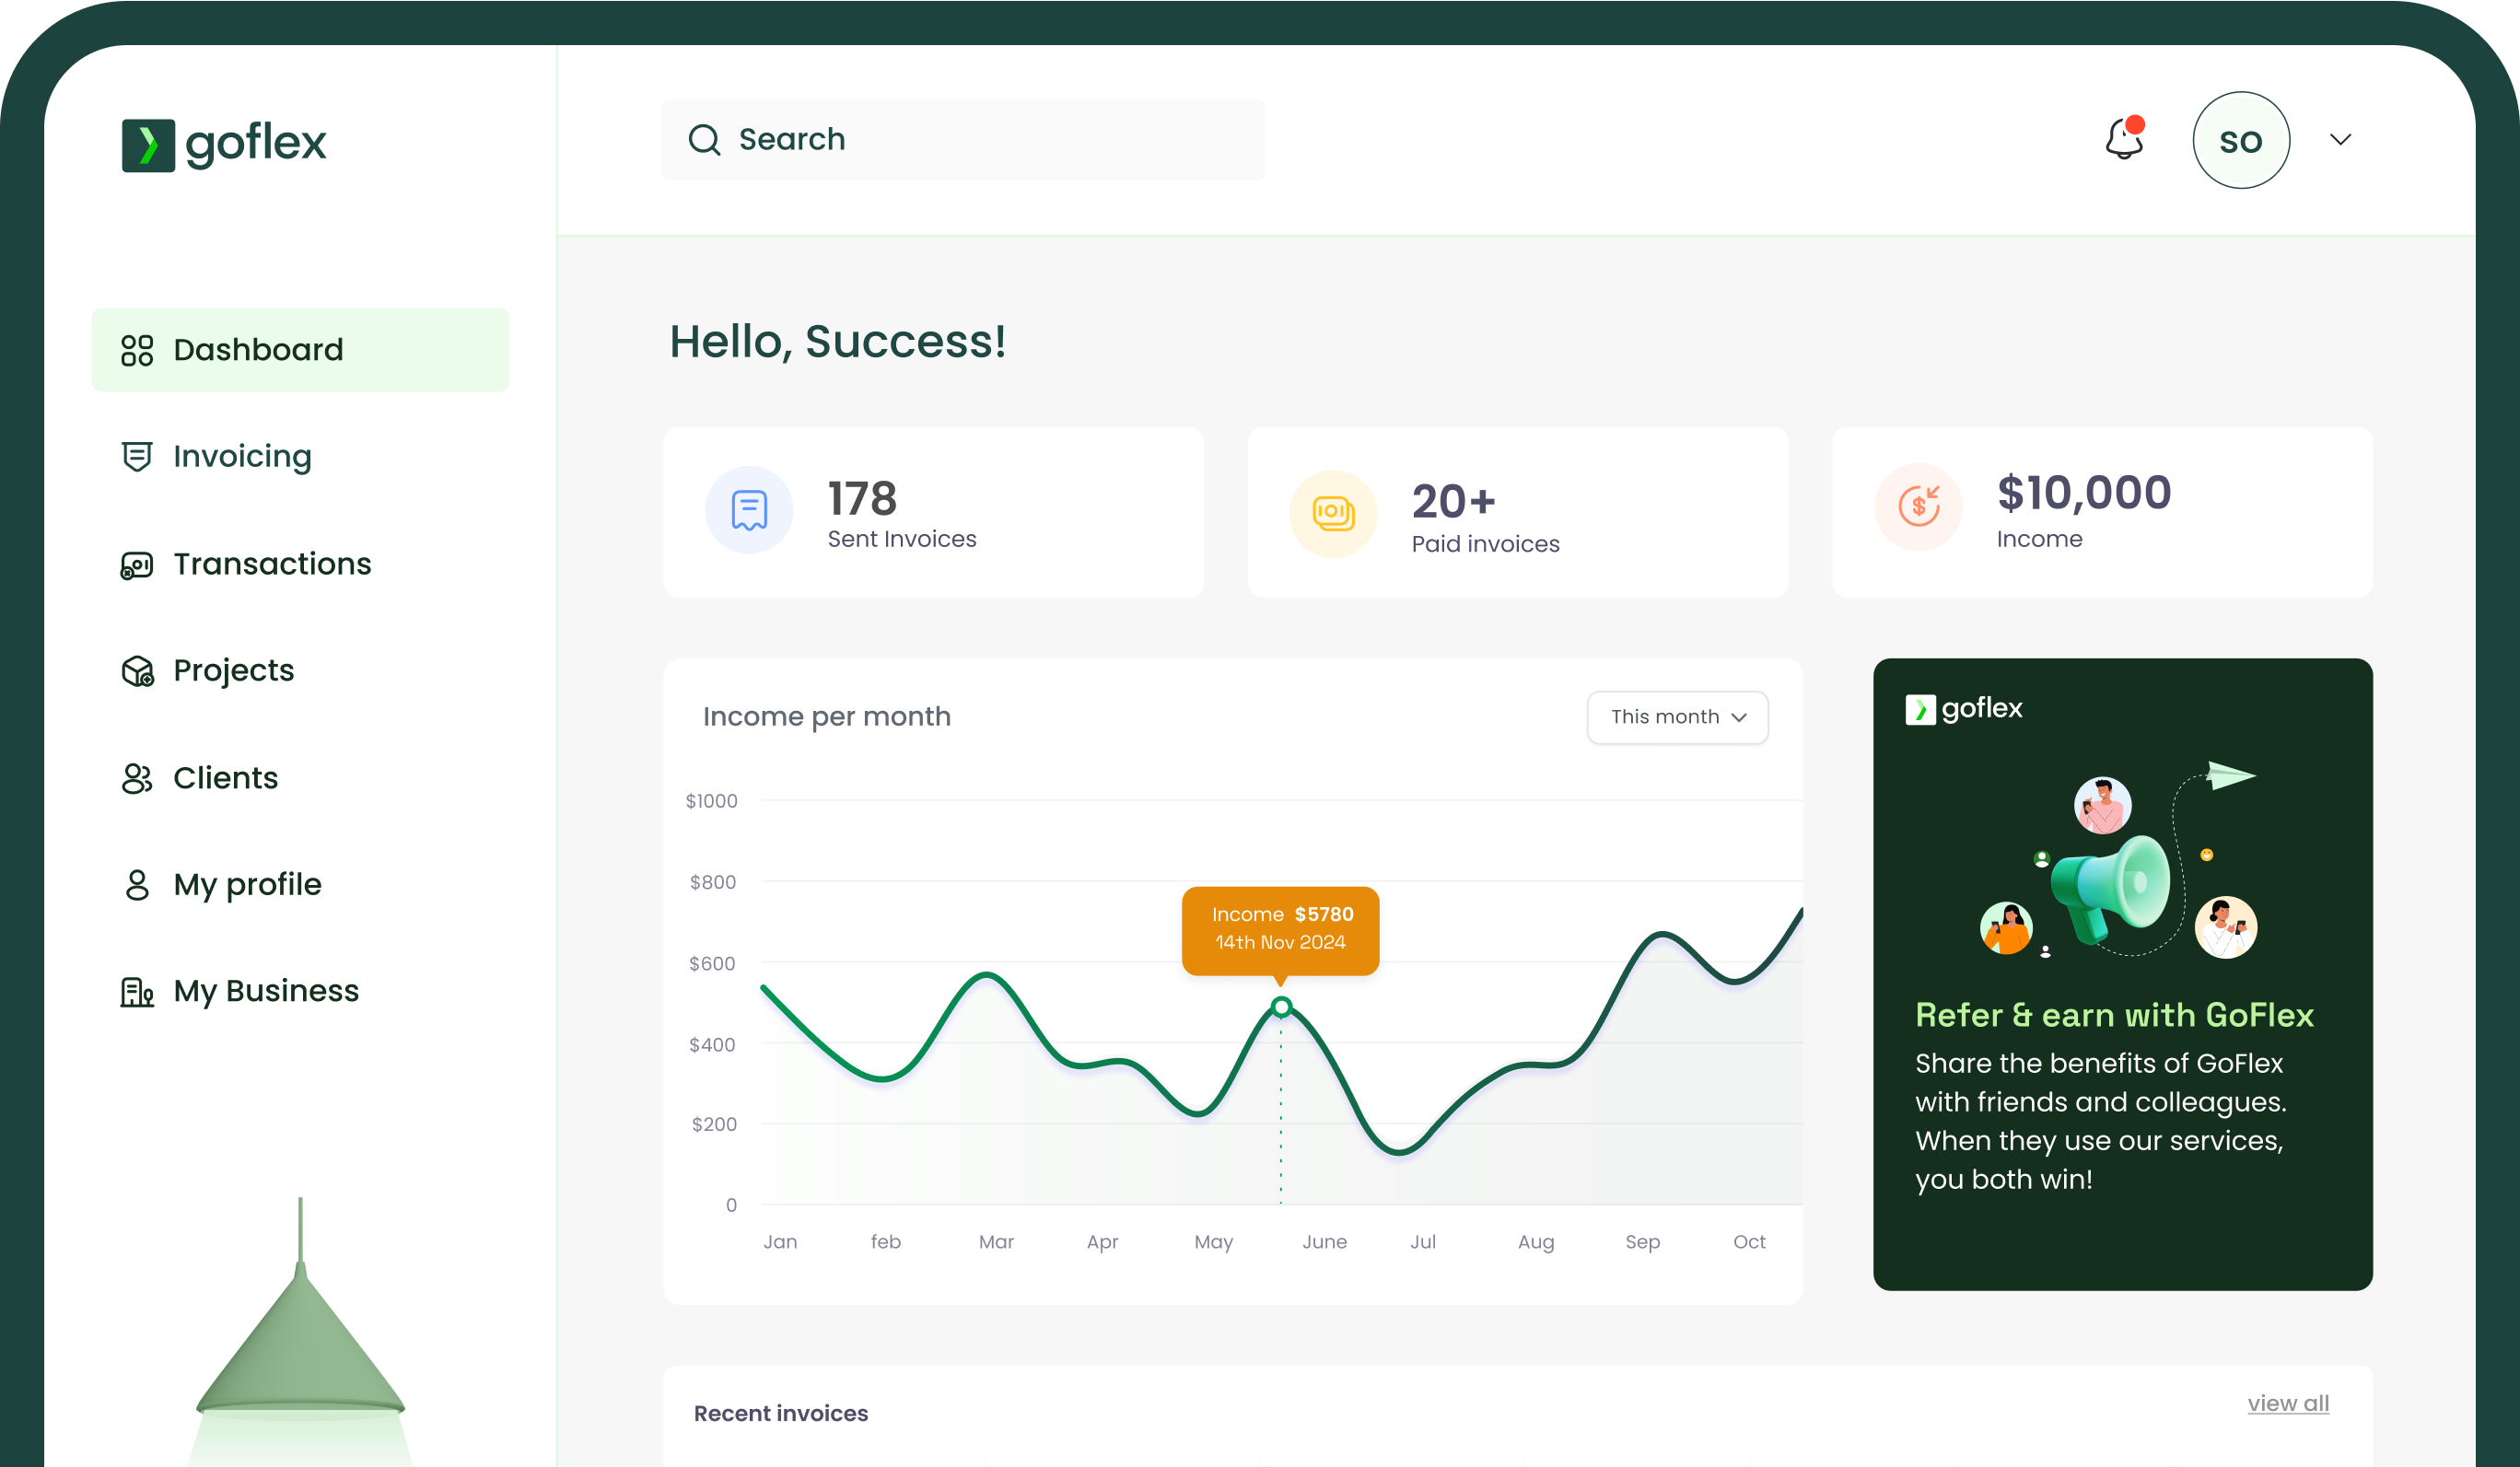 goflex
Search
SO
Dashboard
Invoicing
Transactions
Projects
Clients
My profile
My Business
Hello, Success!
178
Sent Invoices
20+
Paid invoices
$10,000
Income
Income per month
This month
$1000
$800
$600
$400
$200
0
Income $5780
14th Nov 2024
Jan feb Mar Apr May June Jul Aug Sep Oct
goflex
Refer & earn with GoFlex
Share the benefits of GoFlex
with friends and colleagues.
When they use our services,
you both win!
Recent invoices
view all